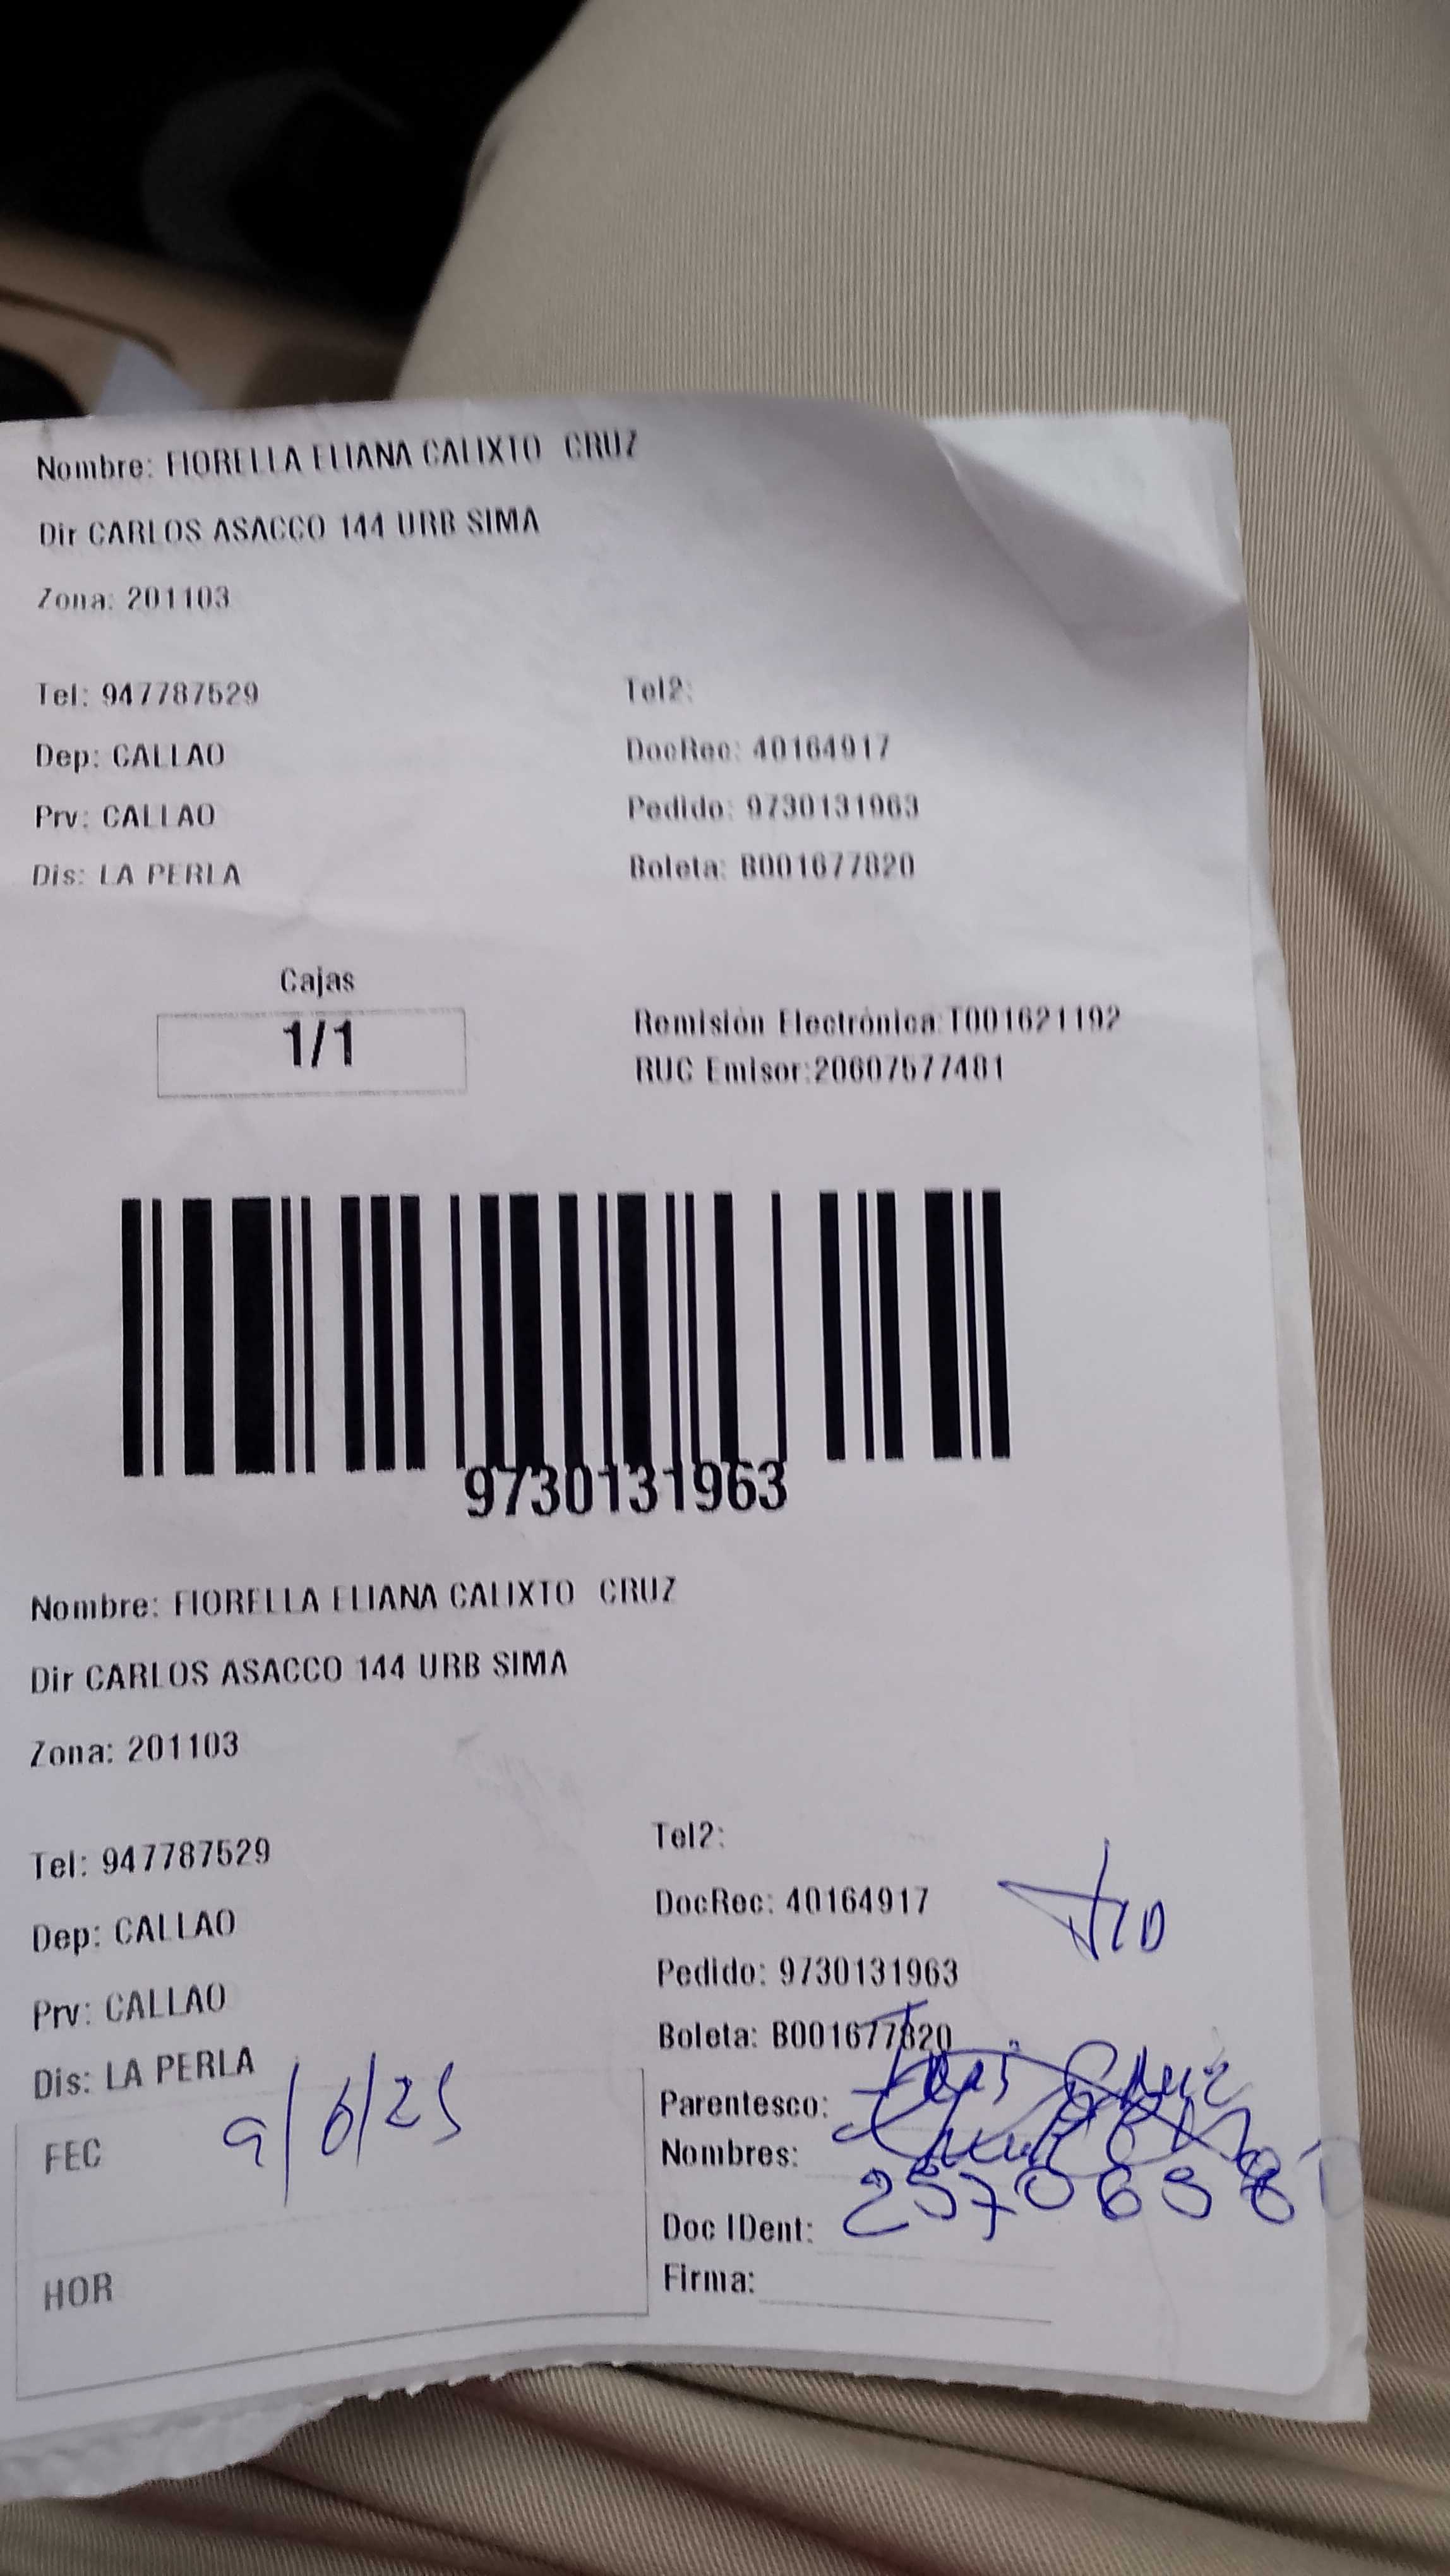 Nombre: FIORELLA ELIANA CALIXTO CRUZ
Dir CARLOS ASACCO 144 URB SIMA
Zona: 201103
Tel: 947787529
Tel2:
Dep: CALLAO
DocRec: 40164917
Prv: CALLAO
Pedido: 9730131963
Dis: LA PERLA
Boleta: B001677820
Cajas
1/1
Remisión Electrónica:T001621192
RUC Emisor:20607577481
9730131963
Nombre: FIORELLA ELIANA CALIXTO CRUZ
Dir CARLOS ASACCO 144 URB SIMA
Zona: 201103
Tel: 947787529
Tel2:
Dep: CALLAO
DocRec: 40164917
Prv: CALLAO
Pedido: 9730131963
Dis: LA PERLA
Boleta: B001677820
FEC 9/6/25
Parentesco:
Nombres:
Doc IDent:
HOR
Firma: